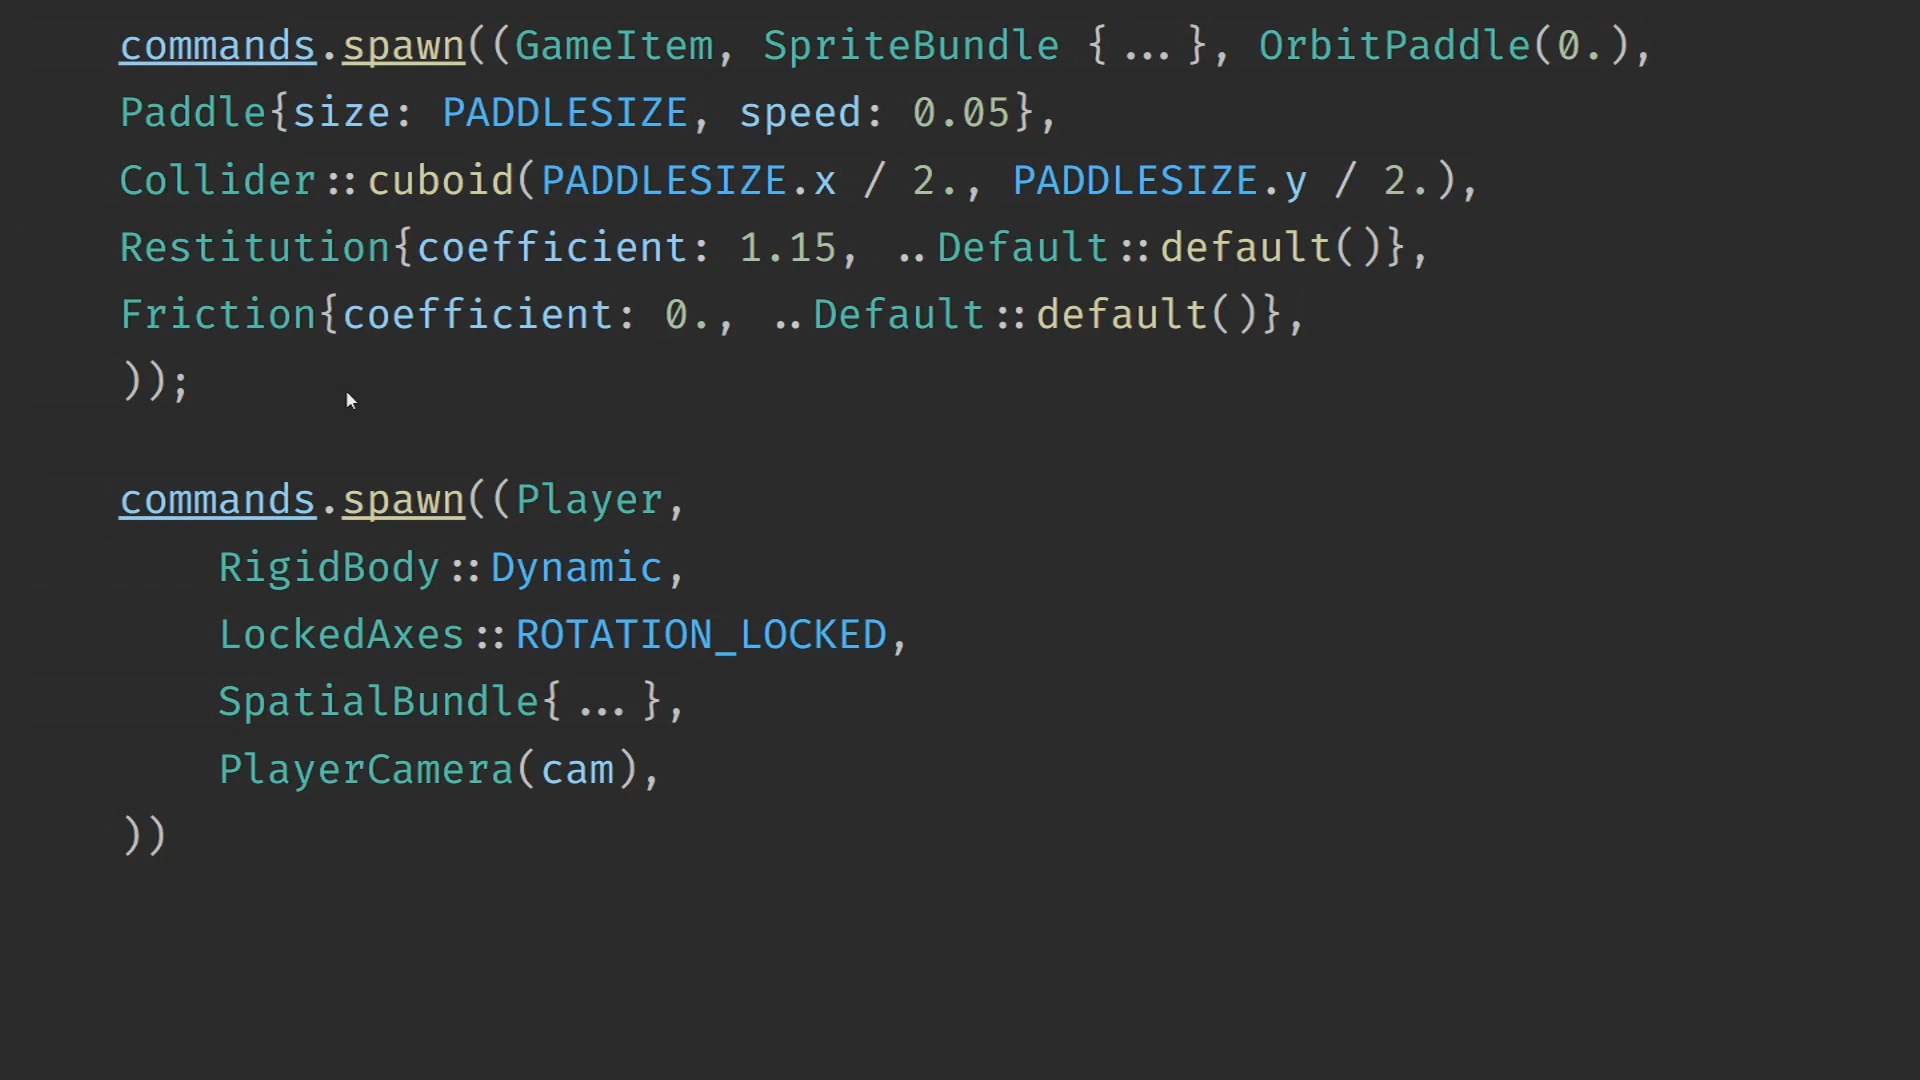 commands.spawn((GameItem, SpriteBundle {...}, OrbitPaddle(0.),
Paddle{size: PADDLESIZE, speed: 0.05},
Collider::cuboid(PADDLESIZE.x / 2., PADDLESIZE.y / 2.),
Restitution{coefficient: 1.15, ..Default::default()},
Friction{coefficient: 0., ..Default::default()},
));
commands.spawn((Player,
RigidBody::Dynamic,
LockedAxes::ROTATION_LOCKED,
SpatialBundle{...},
PlayerCamera(cam),
))